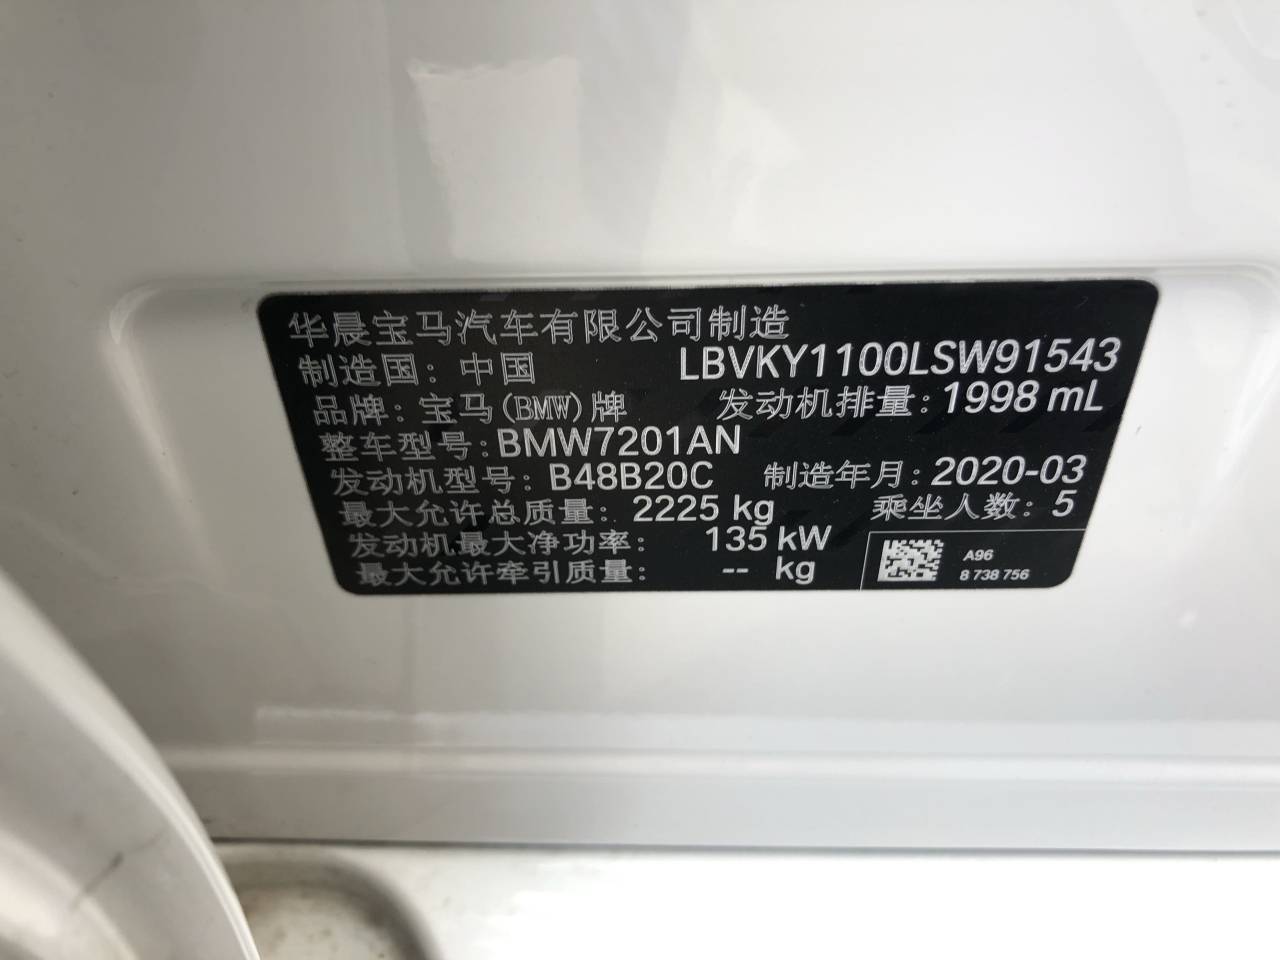 华晨宝马汽车有限公司制造
制造国：中国 LBVKY1100LSW91543
品牌：宝马(BMW)牌 发动机排量：1998 mL
整车型号：BMW7201AN
发动机型号：B48B20C 制造年月：2020-03
最大允许总质量：2225 kg 乘坐人数：5
发动机最大净功率：135 kW
最大允许牵引质量：-- kg
A96
8 738 756